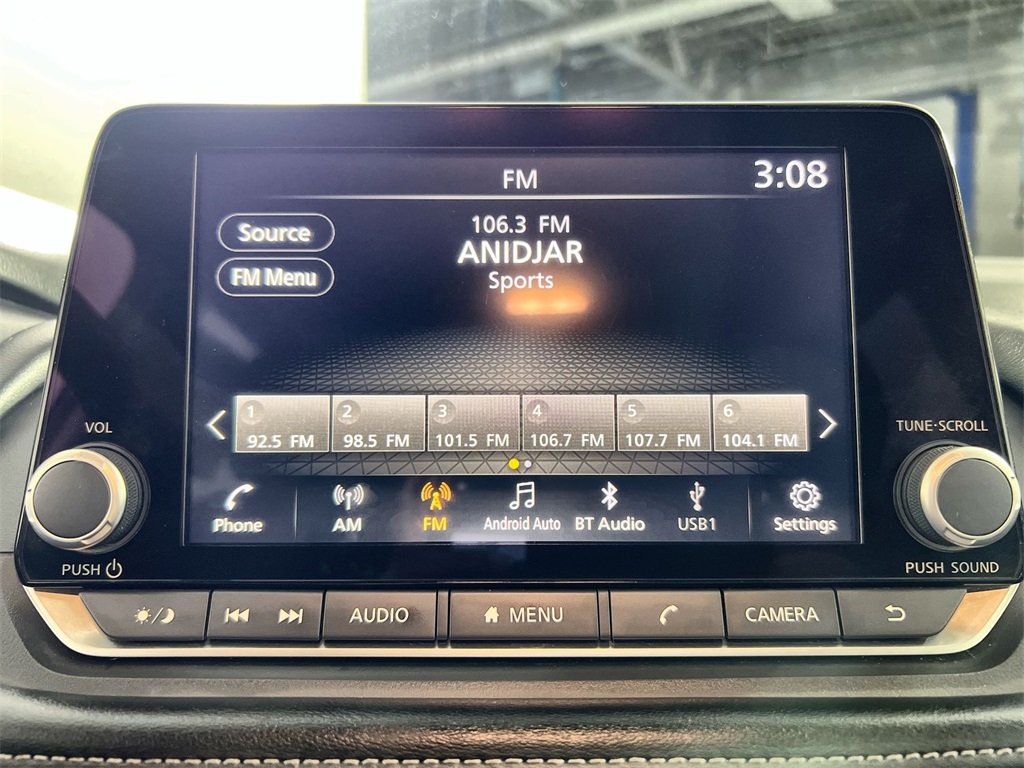 FM
3:08
Source
106.3 FM
ANIDJAR
FM Menu
Sports
1 2 3 4 5 6
92.5 FM 98.5 FM 101.5 FM 106.7 FM 107.7 FM 104.1 FM
VOL
TUNE·SCROLL
Phone AM FM Android Auto BT Audio USB1 Settings
PUSH
PUSH SOUND
AUDIO MENU CAMERA